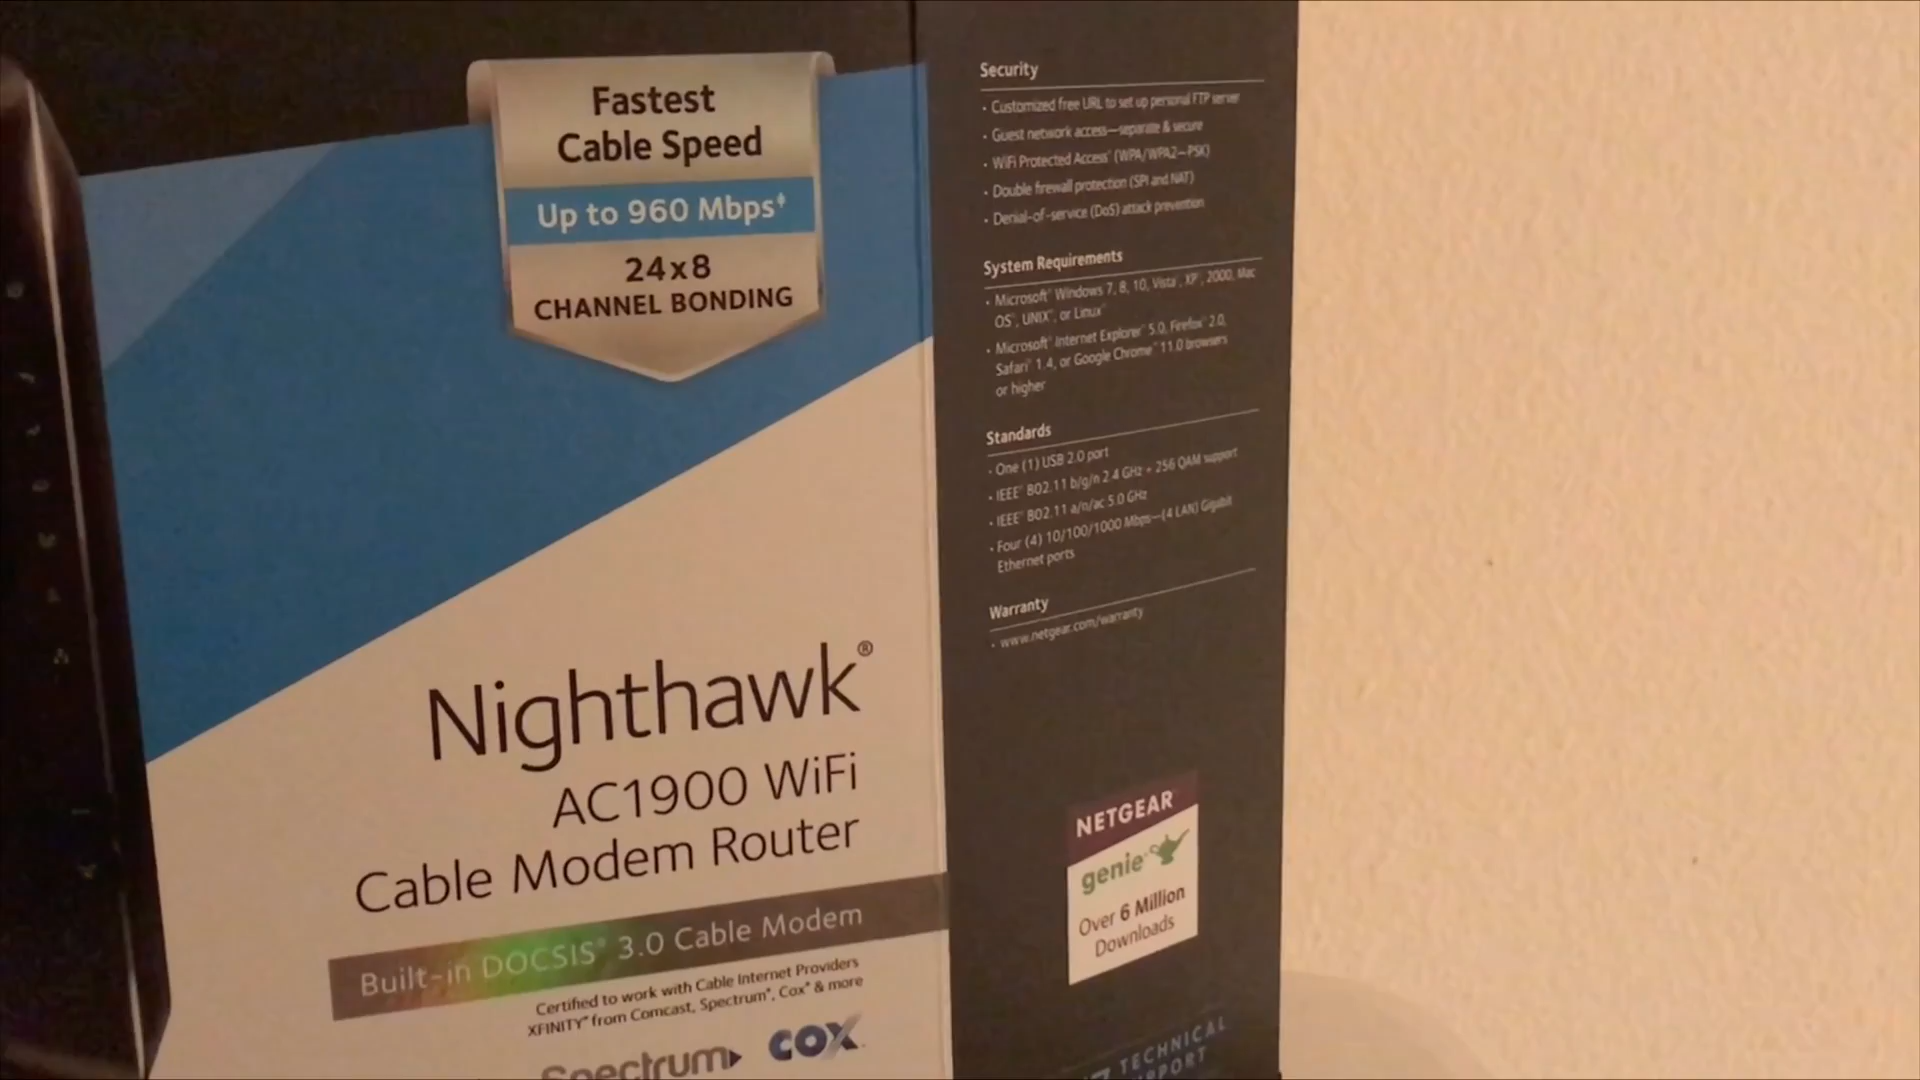 Fastest
Cable Speed
Up to 960 Mbps‡
24x8
CHANNEL BONDING
Nighthawk®
AC1900 WiFi
Cable Modem Router
Built-in DOCSIS® 3.0 Cable Modem
Certified to work with Cable Internet Providers
XFINITY® from Comcast, Spectrum®, Cox® & more
Spectrum
COX
Security
• Customized free URL to set up personal FTP server
• Guest network access—separate & secure
• WiFi Protected Access® (WPA/WPA2—PSK)
• Double firewall protection (SPI and NAT)
• Denial-of-service (DoS) attack prevention
System Requirements
• Microsoft® Windows 7, 8, 10, Vista®, XP®, 2000, Mac
OS®, UNIX®, or Linux®
• Microsoft® Internet Explorer® 5.0, Firefox® 2.0,
Safari® 1.4, or Google Chrome™ 11.0 browsers
or higher
Standards
• One (1) USB 2.0 port
• IEEE® 802.11 b/g/n 2.4 GHz + 256 QAM support
• IEEE® 802.11 a/n/ac 5.0 GHz
• Four (4) 10/100/1000 Mbps—(4 LAN) Gigabit
Ethernet ports
Warranty
• www.netgear.com/warranty
NETGEAR
genie®
Over 6 Million
Downloads
TECHNICAL
SUPPORT